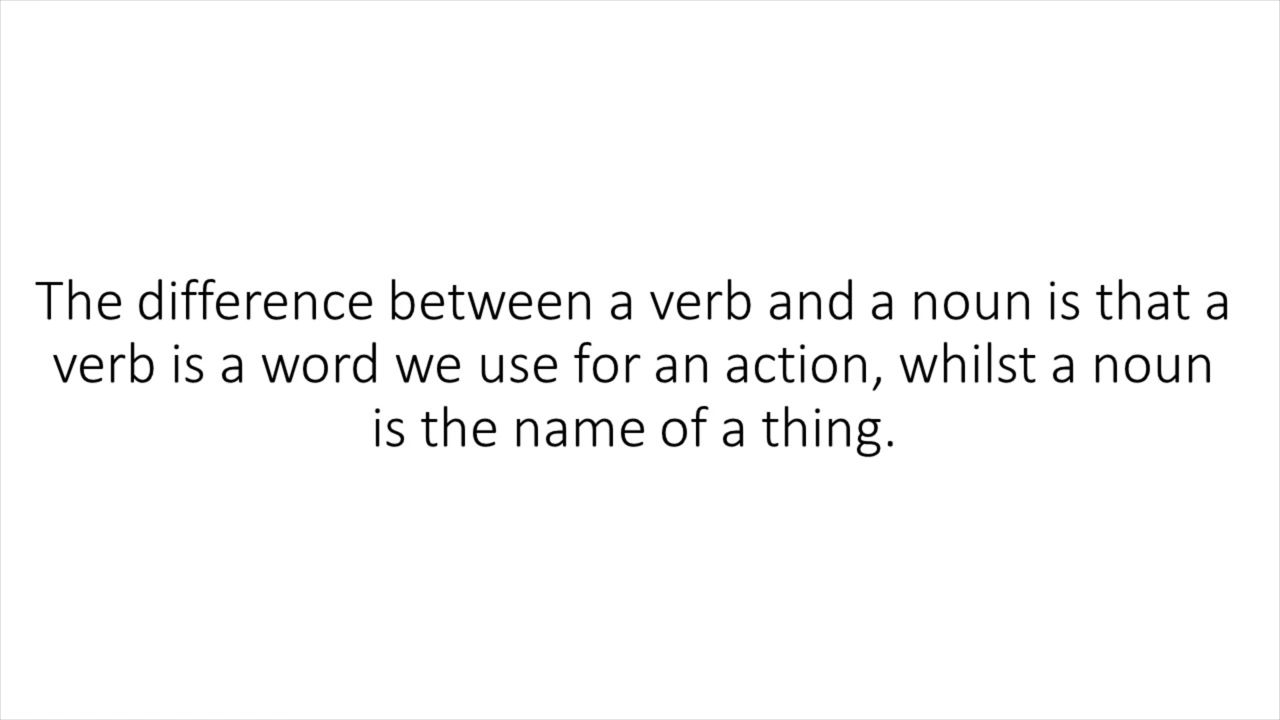 The difference between a verb and a noun is that a
verb is a word we use for an action, whilst a noun
is the name of a thing.